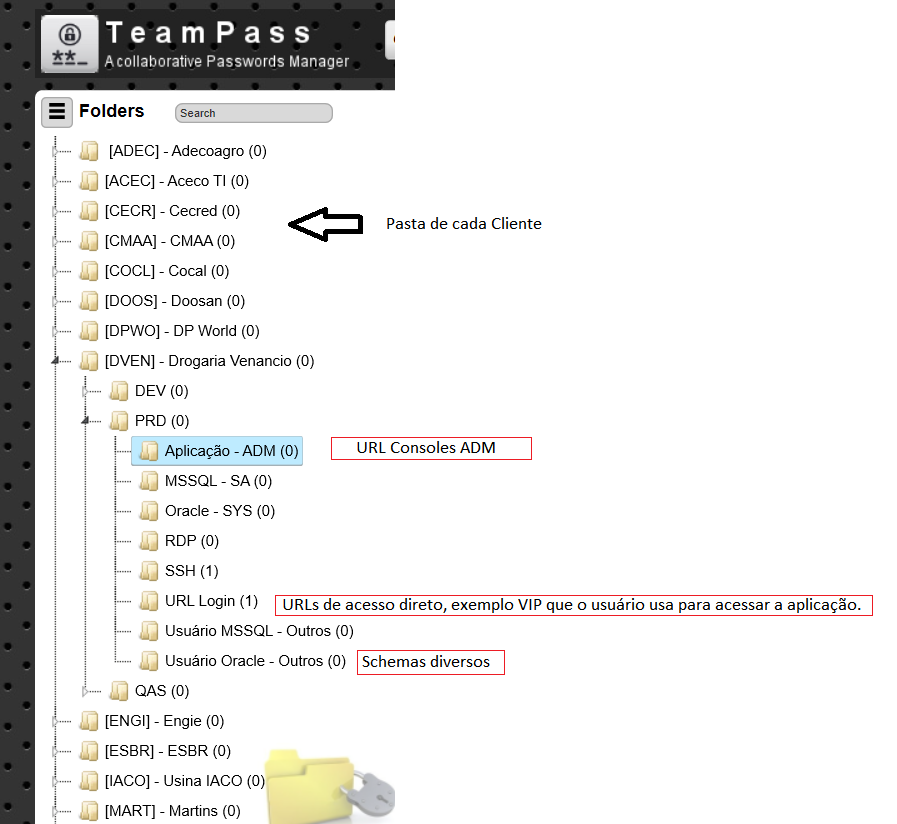 TeamPass
A collaborative Passwords Manager
Folders
Search
[ADEC] - Adecoagro (0)
[ACEC] - Aceco TI (0)
[CECR] - Cecred (0)
Pasta de cada Cliente
[CMAA] - CMAA (0)
[COCL] - Cocal (0)
[DOOS] - Doosan (0)
[DPWO] - DP World (0)
[DVEN] - Drogaria Venancio (0)
DEV (0)
PRD (0)
Aplicação - ADM (0)
URL Consoles ADM
MSSQL - SA (0)
Oracle - SYS (0)
RDP (0)
SSH (1)
URL Login (1)
URLs de acesso direto, exemplo VIP que o usuário usa para acessar a aplicação.
Usuário MSSQL - Outros (0)
Usuário Oracle - Outros (0)
Schemas diversos
QAS (0)
[ENGI] - Engie (0)
[ESBR] - ESBR (0)
[IACO] - Usina IACO (0)
[MART] - Martins (0)